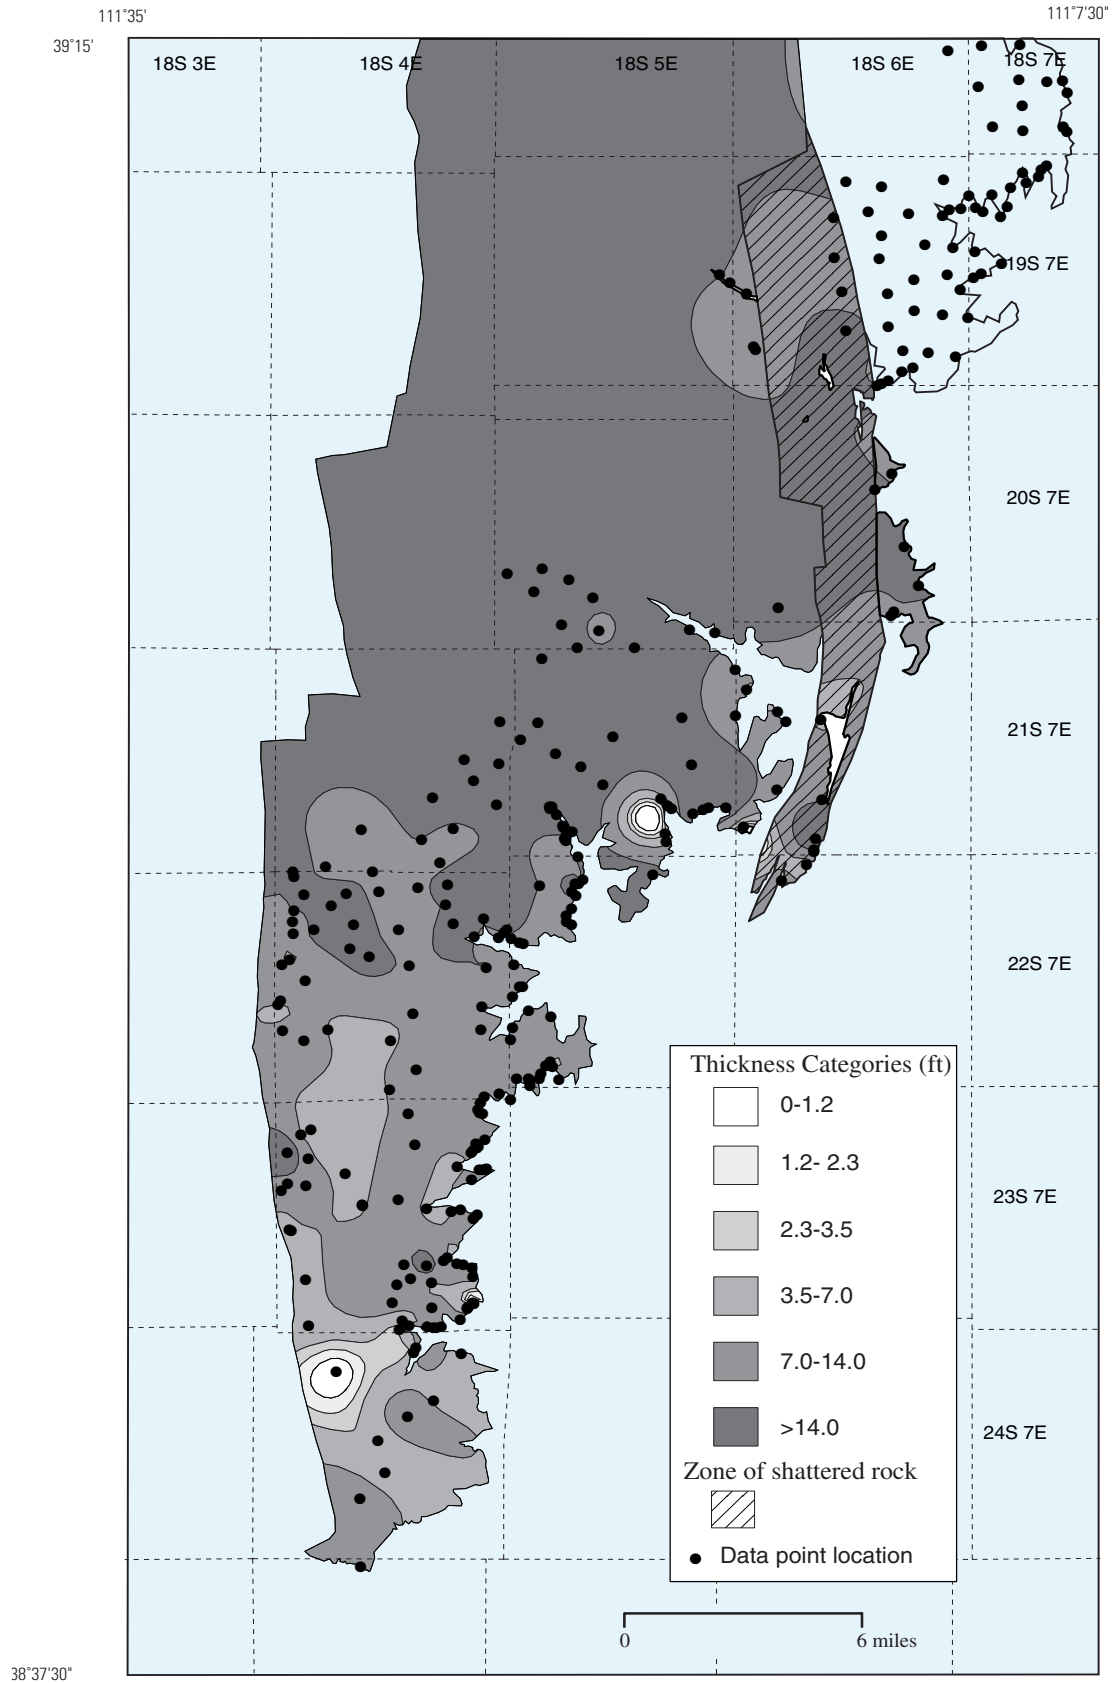 111°35'
111°7'30"
39°15'
18S 3E
18S 4E
18S 5E
18S 6E
18S 7E
19S 7E
20S 7E
21S 7E
22S 7E
Thickness Categories (ft)
0-1.2
1.2- 2.3
2.3-3.5
3.5-7.0
7.0-14.0
>14.0
23S 7E
24S 7E
Zone of shattered rock
Data point location
0
6 miles
38°37'30"